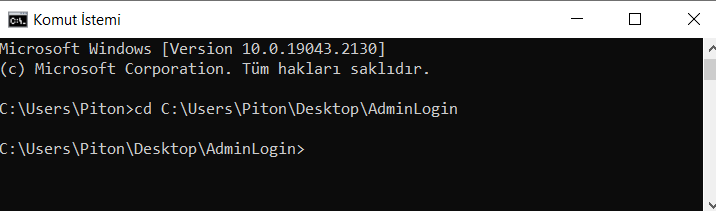 Komut İstemi
Microsoft Windows [Version 10.0.19043.2130]
(c) Microsoft Corporation. Tüm hakları saklıdır.
C:\Users\Piton>cd C:\Users\Piton\Desktop\AdminLogin
C:\Users\Piton\Desktop\AdminLogin>